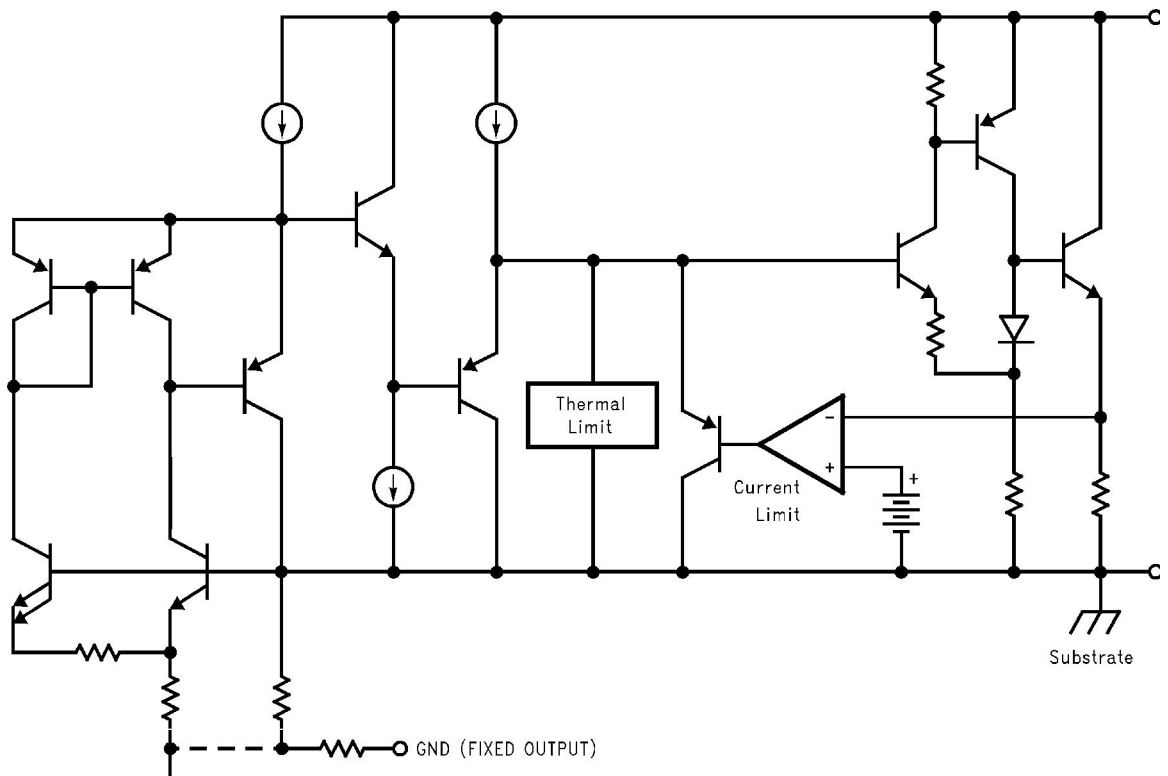 Thermal
Limit
−
+
+
Current
Limit
Substrate
GND (FIXED OUTPUT)